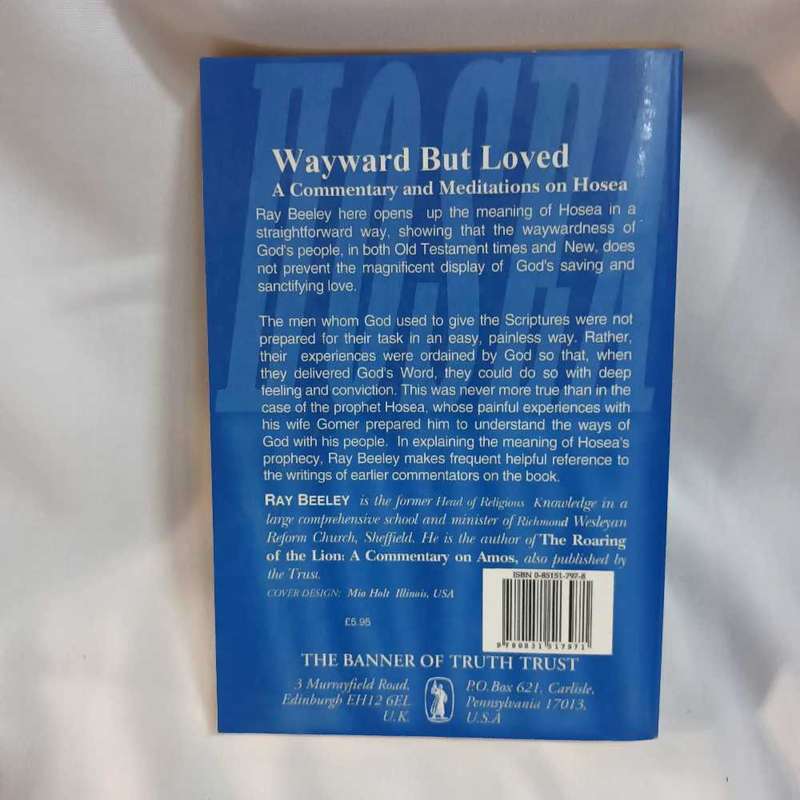 HOSEA
Wayward But Loved
A Commentary and Meditations on Hosea
Ray Beeley here opens up the meaning of Hosea in a
straightforward way, showing that the waywardness of
God's people, in both Old Testament times and New, does
not prevent the magnificent display of God's saving and
sanctifying love.
The men whom God used to give the Scriptures were not
prepared for their task in an easy, painless way. Rather,
their experiences were ordained by God so that, when
they delivered God's Word, they could do so with deep
feeling and conviction. This was never more true than in the
case of the prophet Hosea, whose painful experiences with
his wife Gomer prepared him to understand the ways of
God with his people. In explaining the meaning of Hosea's
prophecy, Ray Beeley makes frequent helpful reference to
the writings of earlier commentators on the book.
RAY BEELEY is the former Head of Religious Knowledge in a
large comprehensive school and minister of Richmond Wesleyan
Reform Church, Sheffield. He is the author of The Roaring
of the Lion: A Commentary on Amos, also published by
the Trust.
COVER DESIGN: Mia Holt Illinois, USA
ISBN 0-85151-797-8
£5.95
9 780851 517971
THE BANNER OF TRUTH TRUST
3 Murrayfield Road,
Edinburgh EH12 6EL
U.K.
P.O. Box 621, Carlisle,
Pennsylvania 17013,
U.S.A
HOSEA